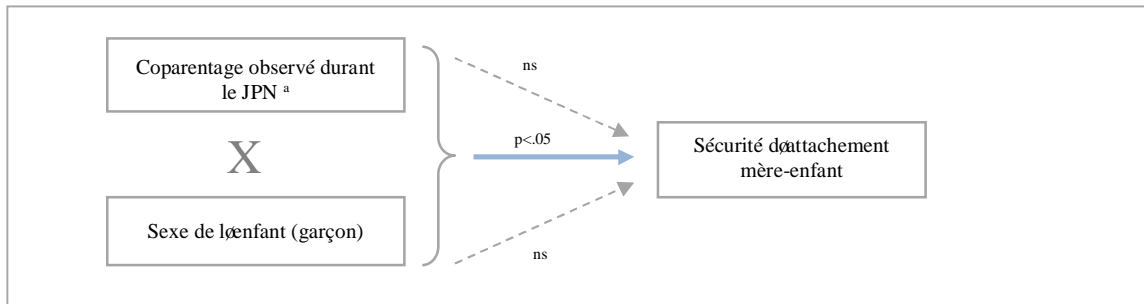 Coparentage observé durant
le JPN ᵃ
X
Sexe de løenfant (garçon)
ns
p<.05
ns
Sécurité døattachement
mère-enfant